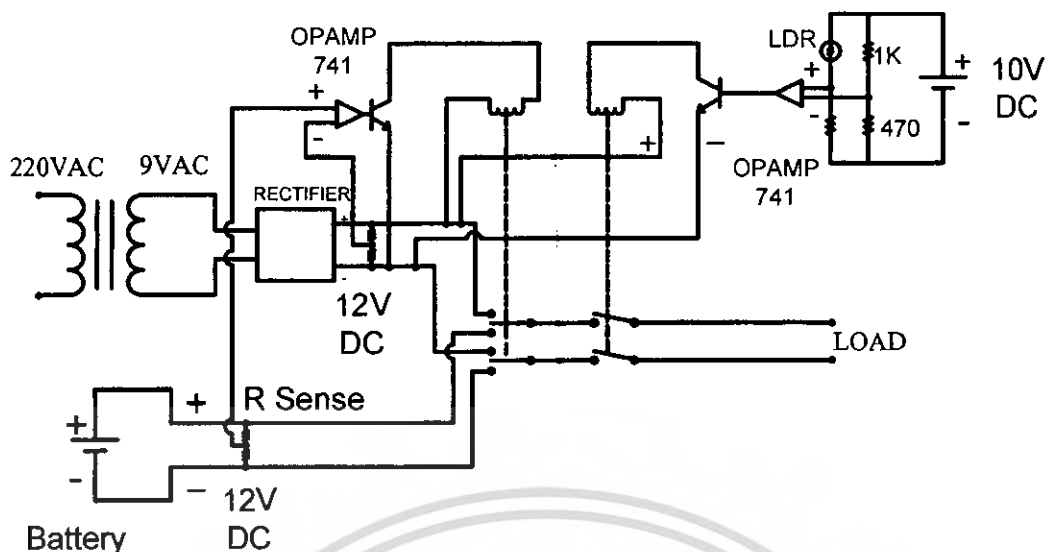 OPAMP
741
+
-
LDR
1K
+
10V
DC
-
470
+
-
OPAMP
741
+
-
220VAC
9VAC
RECTIFIER
+
-
12V
DC
LOAD
+
-
+
-
R Sense
12V
DC
Battery